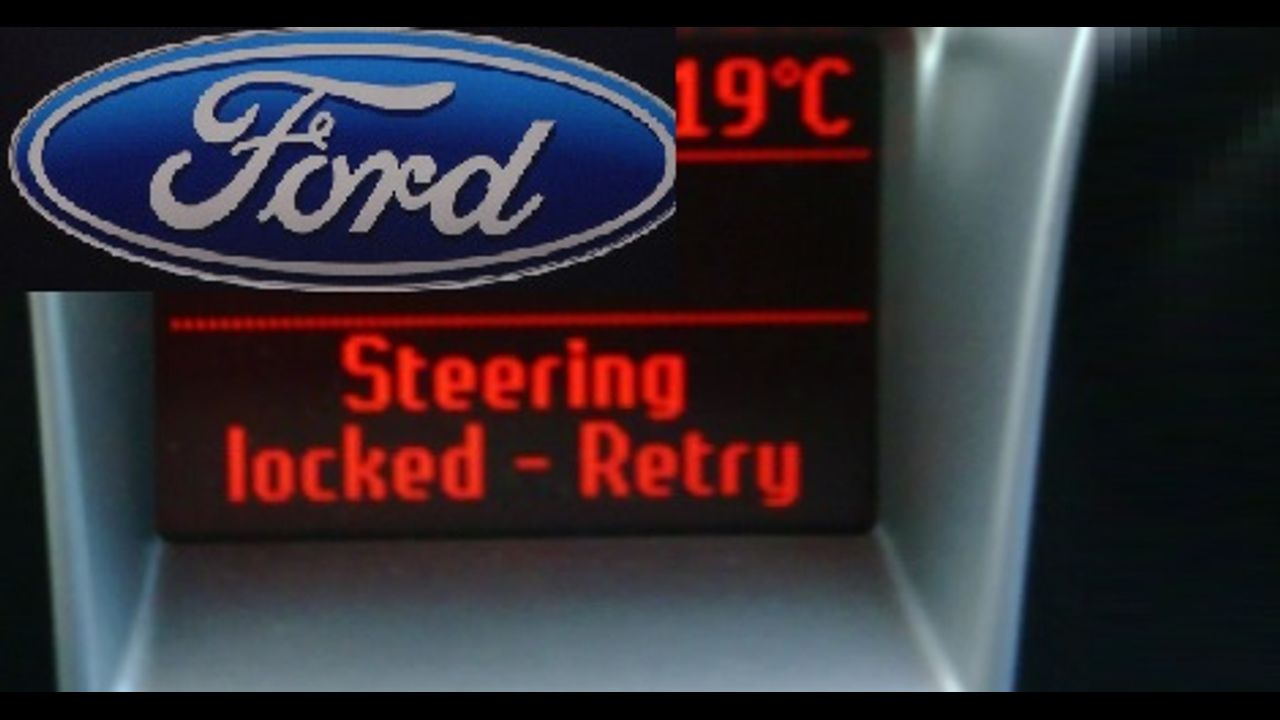 Ford
19°C
Steering
locked - Retry